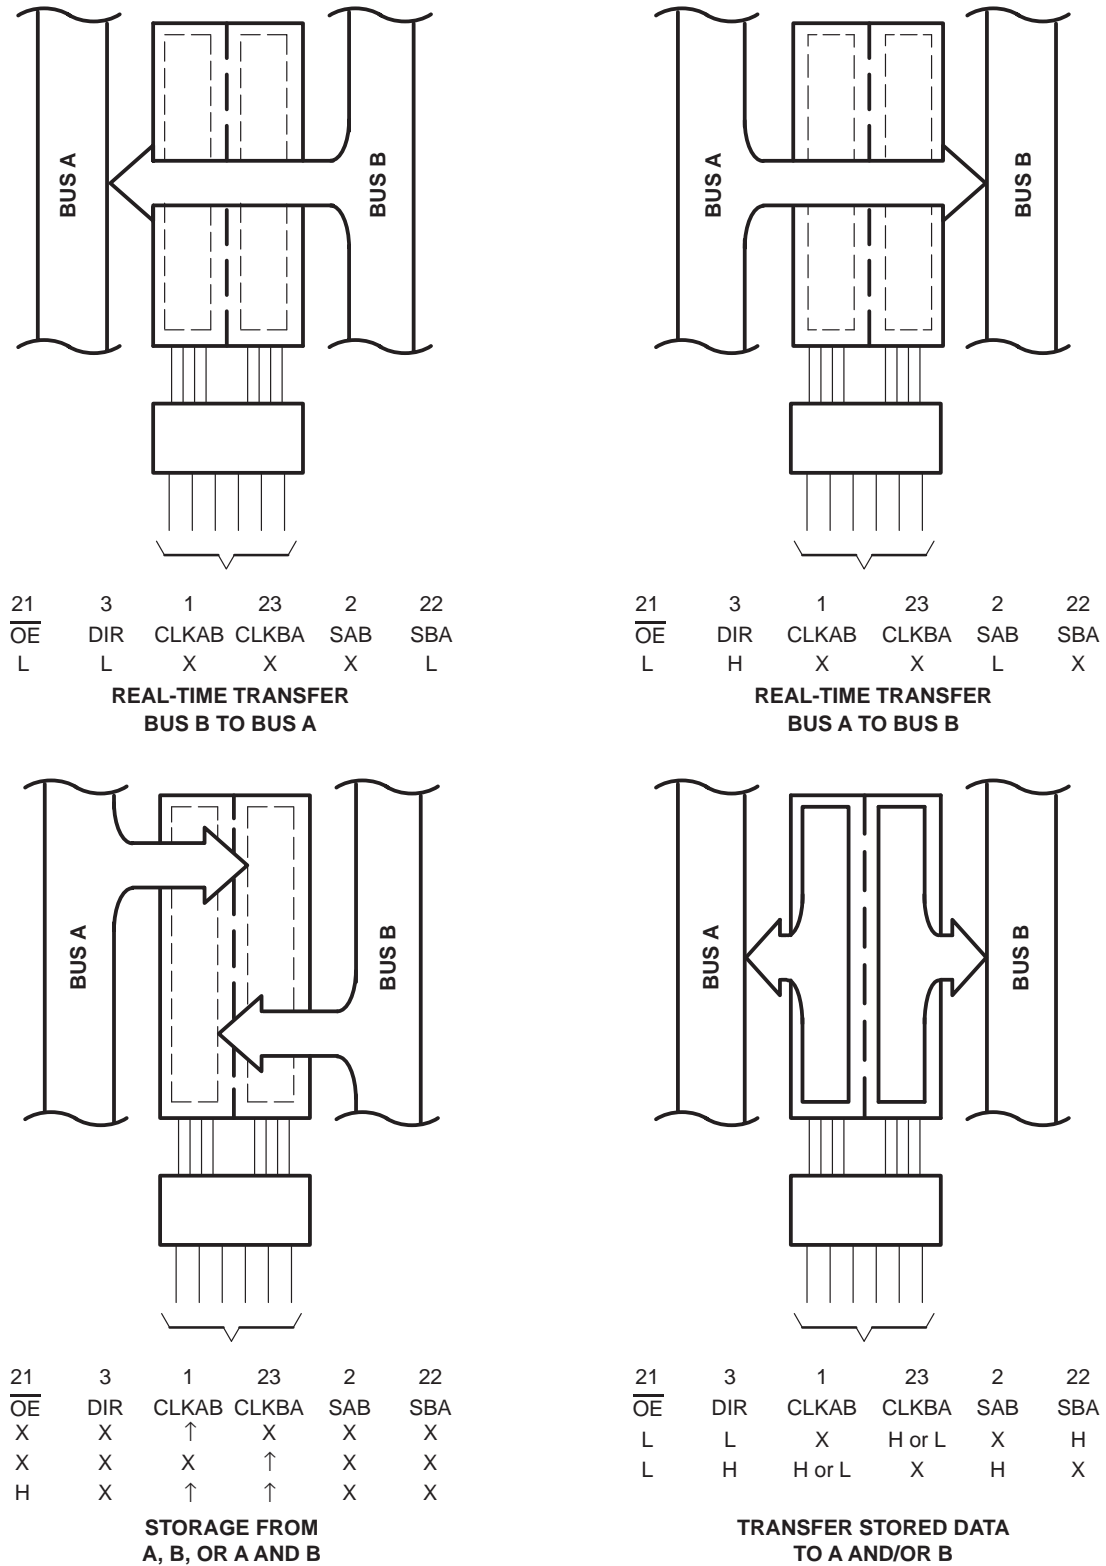 BUS A
BUS B
21 3 1 23 2 22
OE DIR CLKAB CLKBA SAB SBA
L L X X X L
REAL-TIME TRANSFER
BUS B TO BUS A
BUS A
BUS B
21 3 1 23 2 22
OE DIR CLKAB CLKBA SAB SBA
L H X X L X
REAL-TIME TRANSFER
BUS A TO BUS B
BUS A
BUS B
21 3 1 23 2 22
OE DIR CLKAB CLKBA SAB SBA
X X ↑ X X X
X X X ↑ X X
H X ↑ ↑ X X
STORAGE FROM
A, B, OR A AND B
BUS A
BUS B
21 3 1 23 2 22
OE DIR CLKAB CLKBA SAB SBA
L L X H or L X H
L H H or L X H X
TRANSFER STORED DATA
TO A AND/OR B